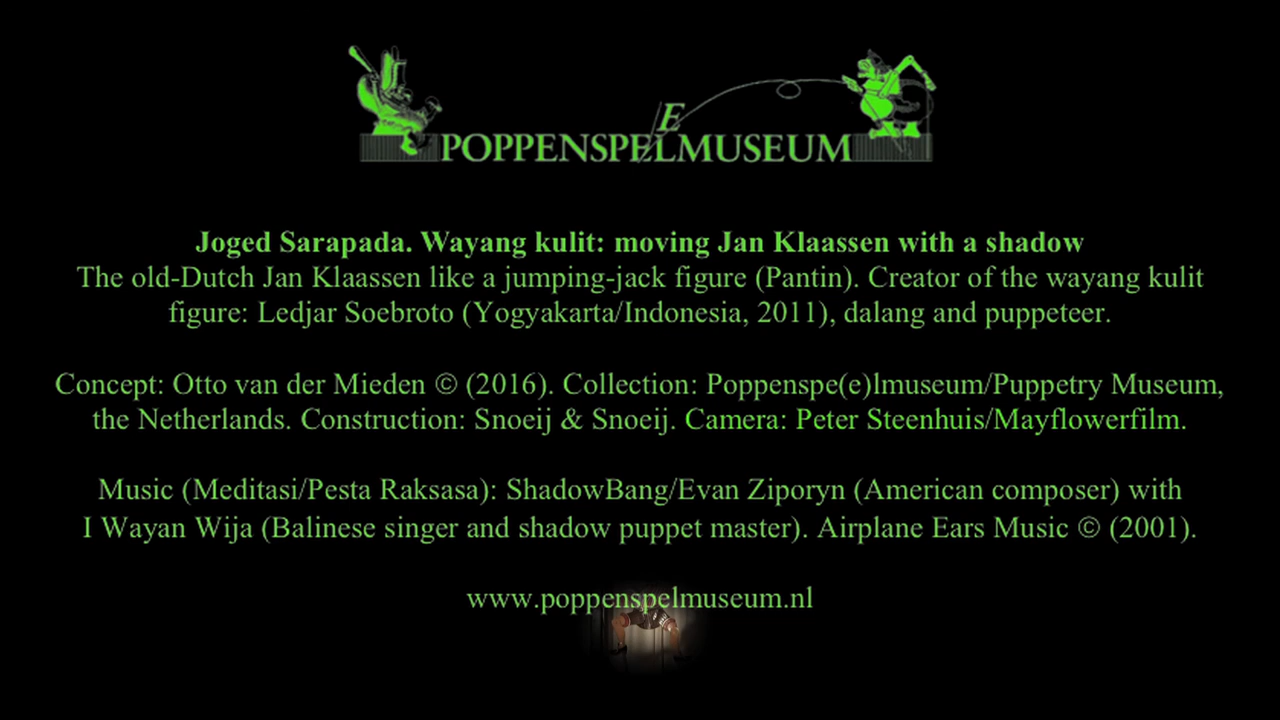 POPPENSPELMUSEUM
E
Joged Sarapada. Wayang kulit: moving Jan Klaassen with a shadow
The old-Dutch Jan Klaassen like a jumping-jack figure (Pantin). Creator of the wayang kulit
figure: Ledjar Soebroto (Yogyakarta/Indonesia, 2011), dalang and puppeteer.
Concept: Otto van der Mieden © (2016). Collection: Poppenspe(e)lmuseum/Puppetry Museum,
the Netherlands. Construction: Snoeij & Snoeij. Camera: Peter Steenhuis/Mayflowerfilm.
Music (Meditasi/Pesta Raksasa): ShadowBang/Evan Ziporyn (American composer) with
I Wayan Wija (Balinese singer and shadow puppet master). Airplane Ears Music © (2001).
www.poppenspelmuseum.nl